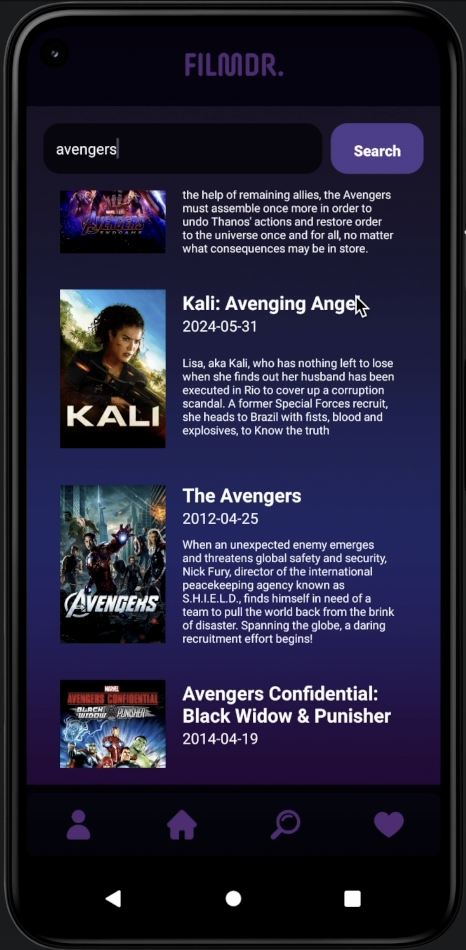 FILMDR.
avengers
Search
AVENGERS
ENDGAME
the help of remaining allies, the Avengers
must assemble once more in order to
undo Thanos' actions and restore order
to the universe once and for all, no matter
what consequences may be in store.
Kali: Avenging Angel
2024-05-31
Lisa, aka Kali, who has nothing left to lose
when she finds out her husband has been
executed in Rio to cover up a corruption
scandal. A former Special Forces recruit,
she heads to Brazil with fists, blood and
explosives, to Know the truth
KALI
The Avengers
2012-04-25
When an unexpected enemy emerges
and threatens global safety and security,
Nick Fury, director of the international
peacekeeping agency known as
S.H.I.E.L.D., finds himself in need of a
team to pull the world back from the brink
of disaster. Spanning the globe, a daring
recruitment effort begins!
AVENGERS
MARVEL
AVENGERS CONFIDENTIAL
BLACK WIDOW & PUNISHER
Avengers Confidential:
Black Widow & Punisher
2014-04-19